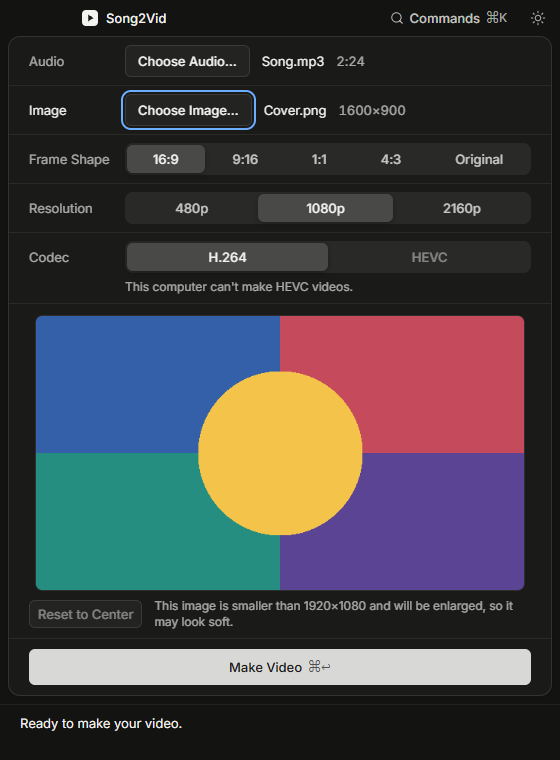 Song2Vid
Commands ⌘K
Audio Choose Audio... Song.mp3 2:24
Image Choose Image... Cover.png 1600×900
Frame Shape 16:9 9:16 1:1 4:3 Original
Resolution 480p 1080p 2160p
Codec H.264 HEVC
This computer can't make HEVC videos.
Reset to Center
This image is smaller than 1920×1080 and will be enlarged, so it
may look soft.
Make Video ⌘↩
Ready to make your video.